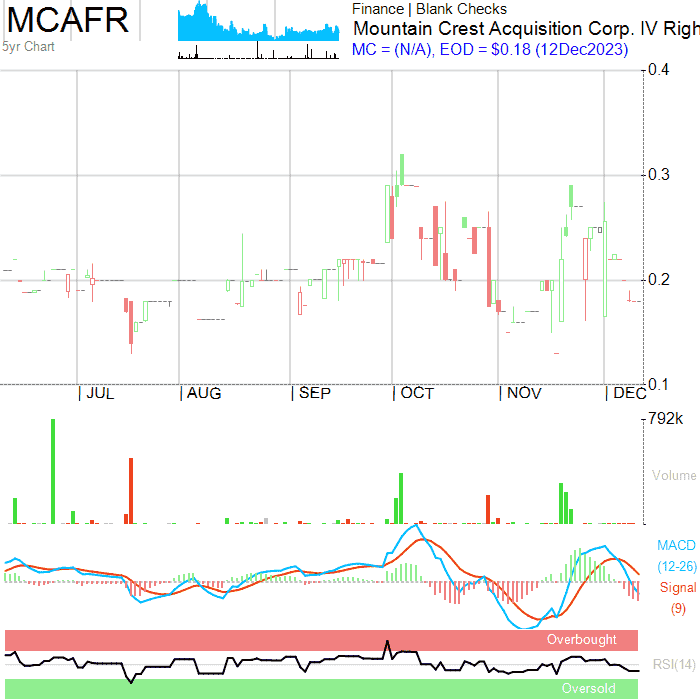 MCAFR
5yr Chart
Finance | Blank Checks
Mountain Crest Acquisition Corp. IV Righ
MC = (N/A), EOD = $0.18 (12Dec2023)
0.4
0.3
0.2
0.1
JUL
AUG
SEP
OCT
NOV
DEC
792k
Volume
MACD
(12-26)
Signal
(9)
Overbought
RSI(14)
Oversold